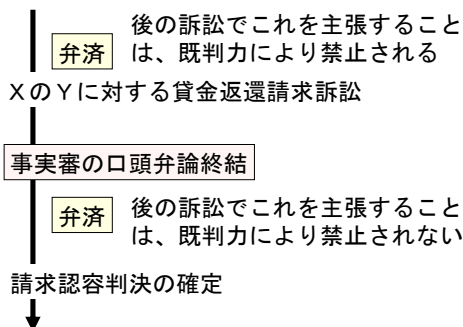 後の訴訟でこれを主張すること
弁済
は、既判力により禁止される
XのYに対する貸金返還請求訴訟
事実審の口頭弁論終結
弁済
後の訴訟でこれを主張すること
は、既判力により禁止されない
請求認容判決の確定